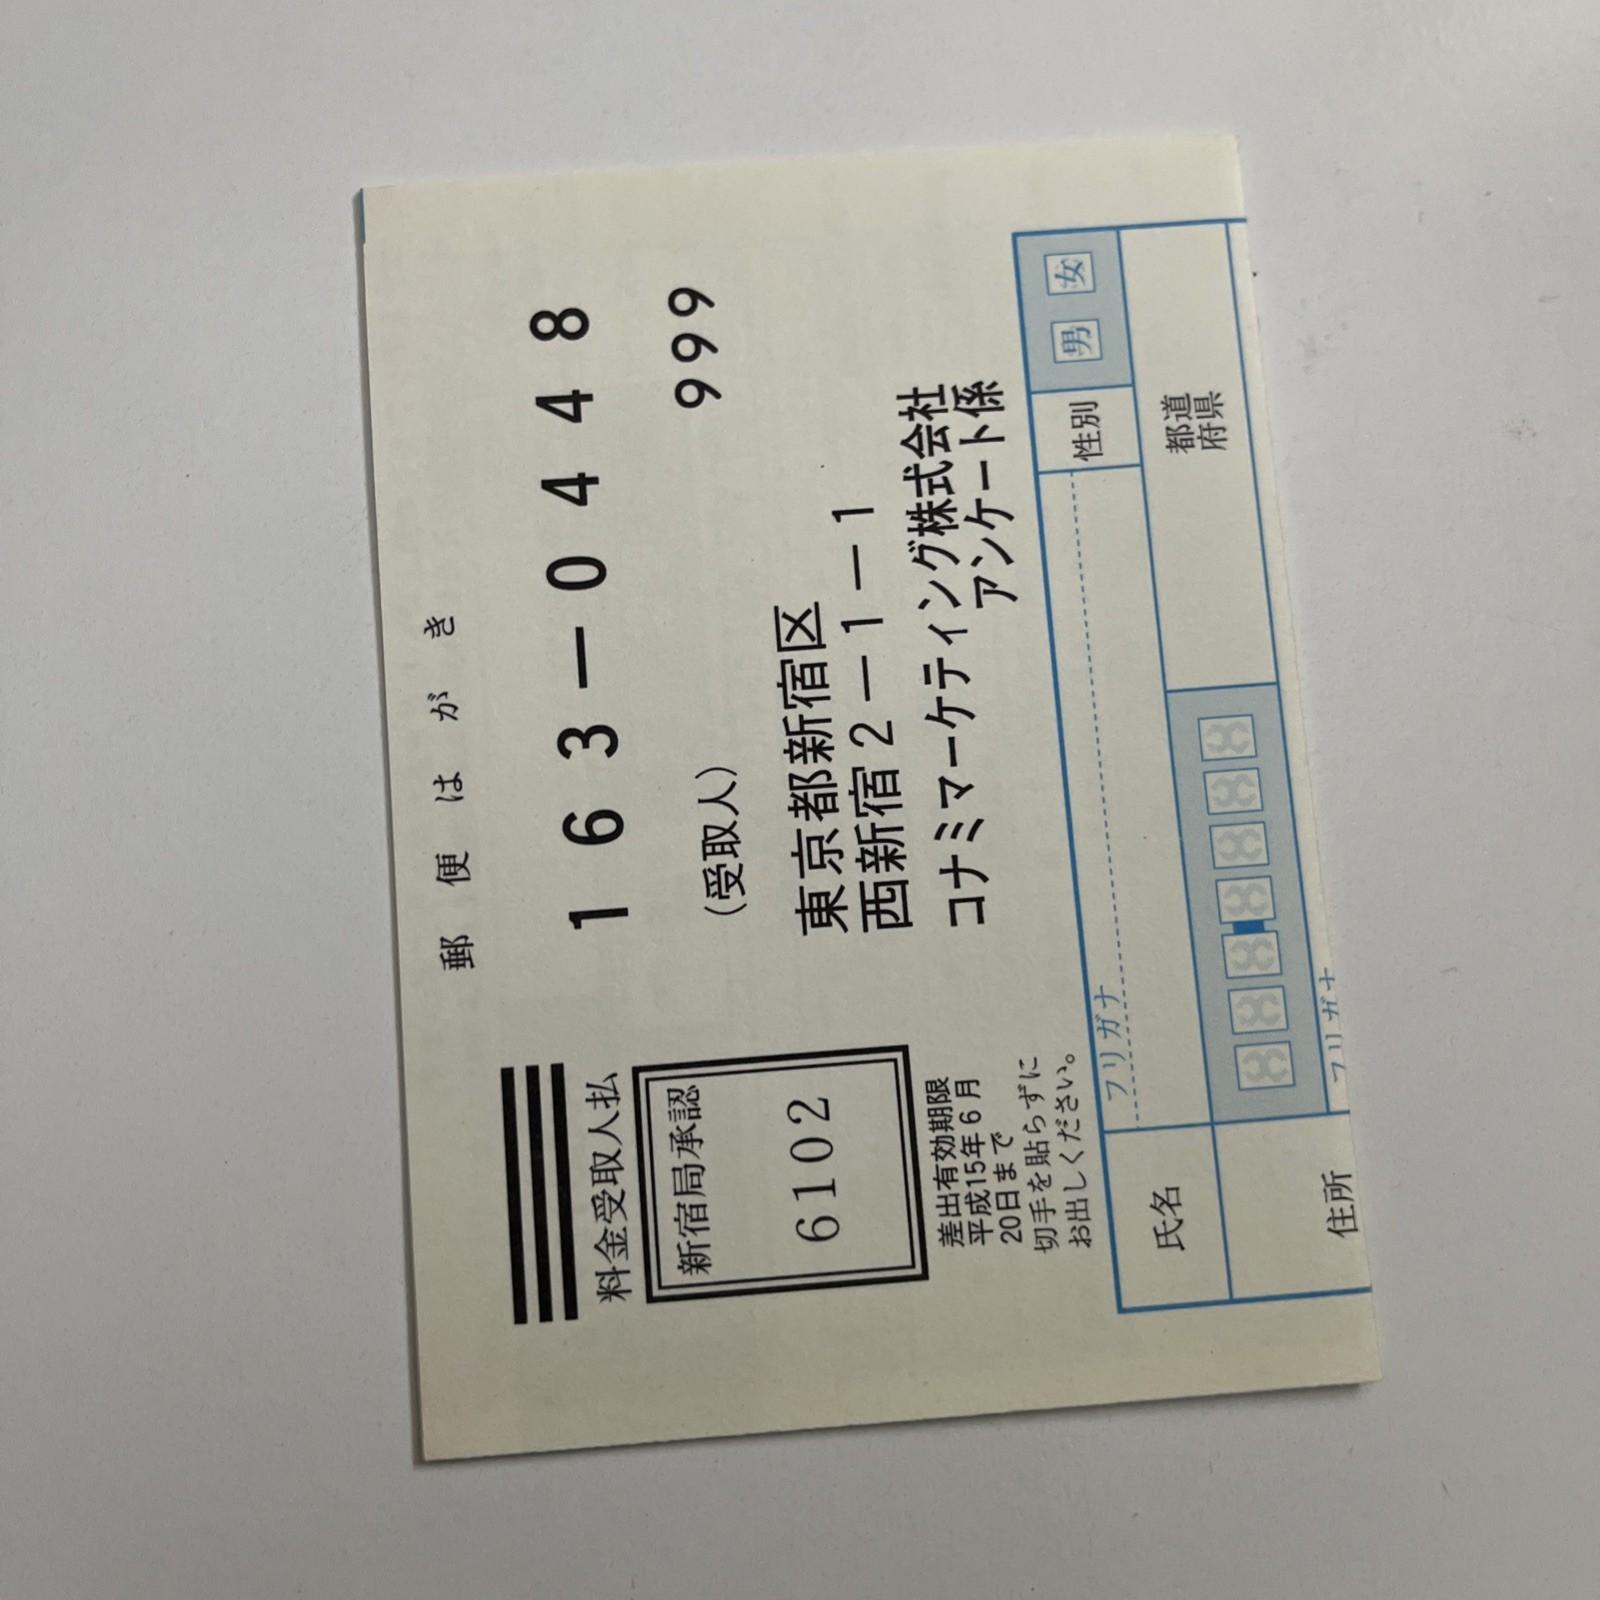 郵便はがき
163-0448
999
料金受取人払
新宿局承認
6102
差出有効期限
平成15年6月
20日まで
切手を貼らずに
お出しください。
（受取人）
東京都新宿区
西新宿2-1-1
コナミマーケティング株式会社
アンケート係
フリガナ
氏名
性別
男 女
住所
都道
府県
フリガナ